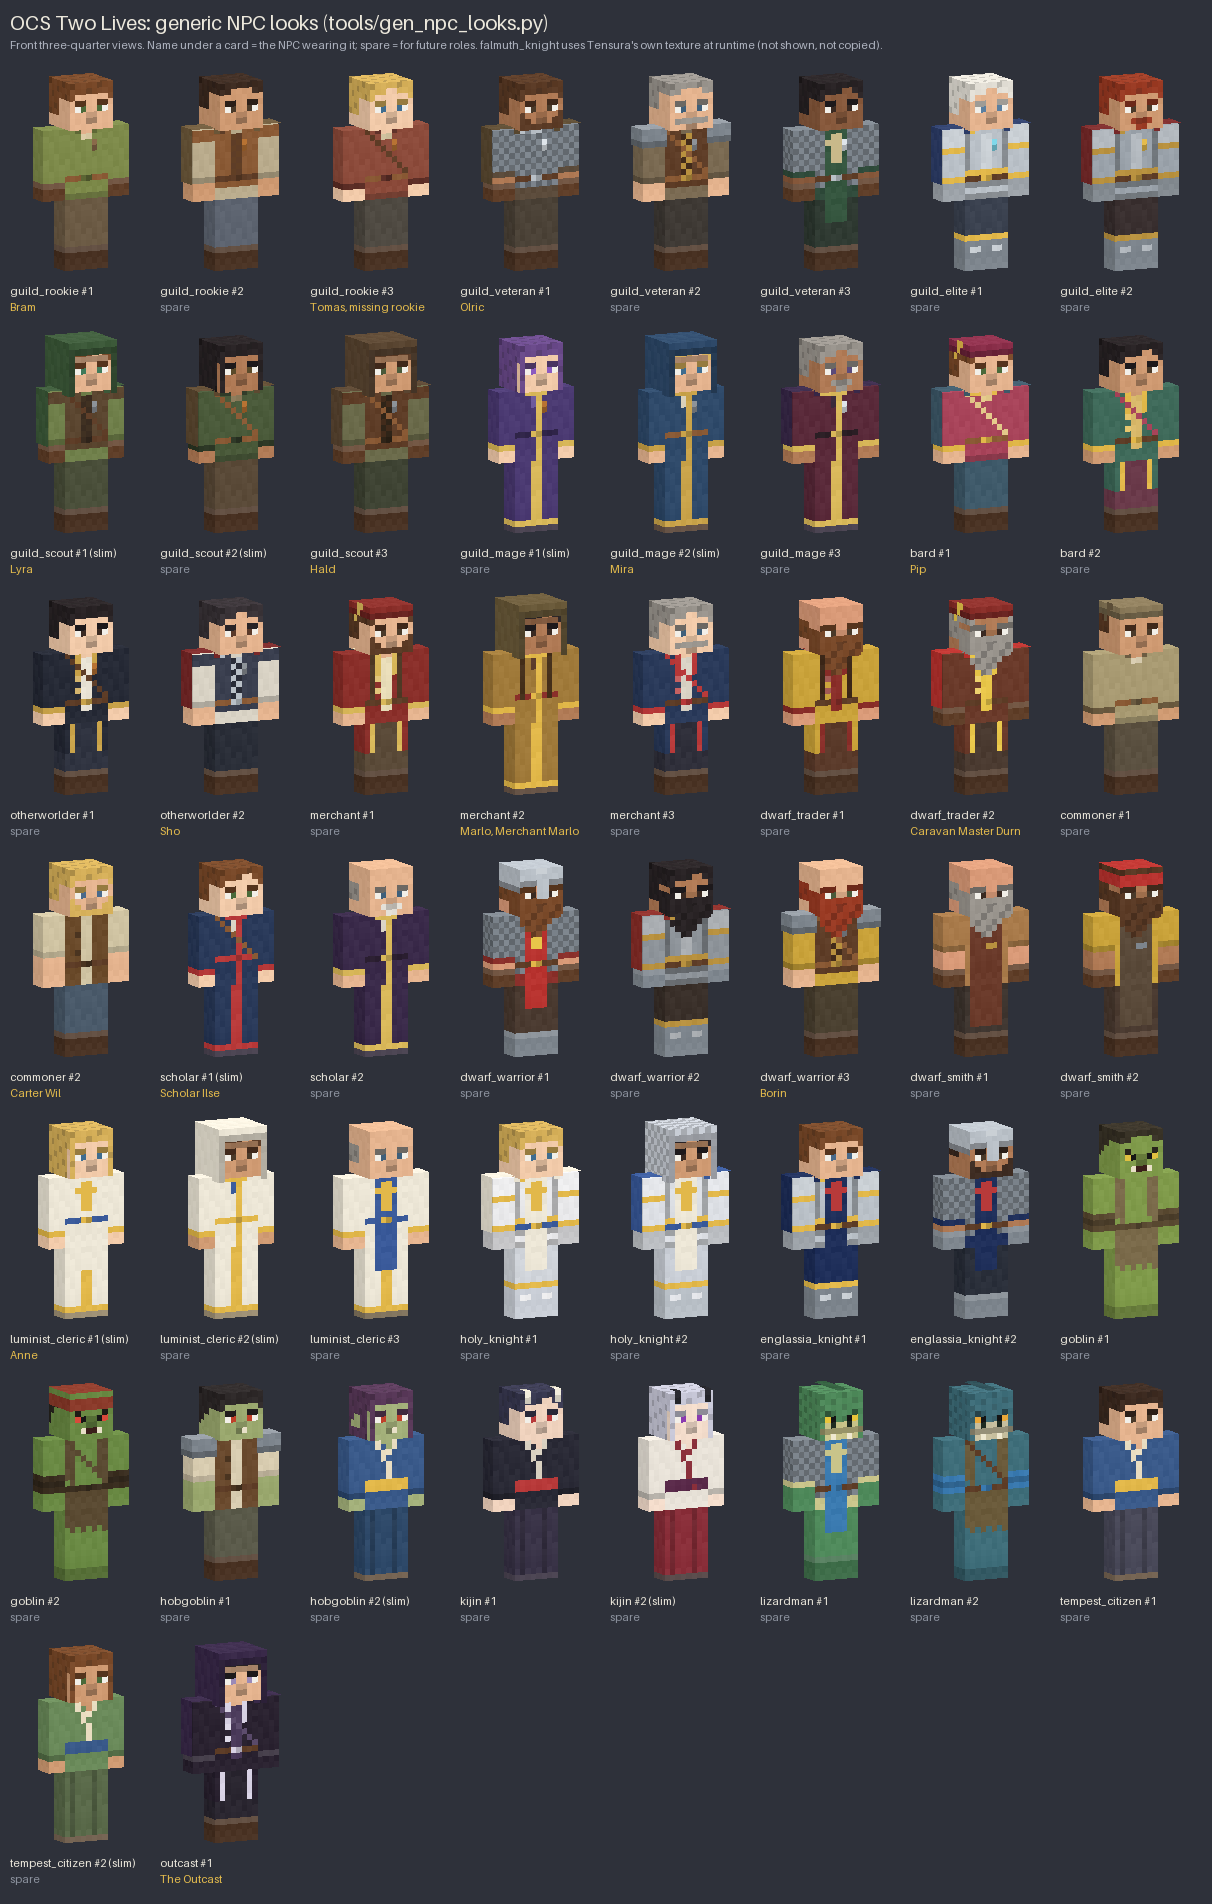 OCS Two Lives: generic NPC looks (tools/gen_npc_looks.py)
Front three-quarter views. Name under a card = the NPC wearing it; spare = for future roles. falmuth_knight uses Tensura's own texture at runtime (not shown, not copied).
guild_rookie #1
Bram
guild_rookie #2
spare
guild_rookie #3
Tomas, missing rookie
guild_veteran #1
Olric
guild_veteran #2
spare
guild_veteran #3
spare
guild_elite #1
spare
guild_elite #2
spare
guild_scout #1 (slim)
Lyra
guild_scout #2 (slim)
spare
guild_scout #3
Hald
guild_mage #1 (slim)
spare
guild_mage #2 (slim)
Mira
guild_mage #3
spare
bard #1
Pip
bard #2
spare
otherworlder #1
spare
otherworlder #2
Sho
merchant #1
spare
merchant #2
Marlo, Merchant Marlo
merchant #3
spare
dwarf_trader #1
spare
dwarf_trader #2
Caravan Master Durn
commoner #1
spare
commoner #2
Carter Wil
scholar #1 (slim)
Scholar Ilse
scholar #2
spare
dwarf_warrior #1
spare
dwarf_warrior #2
spare
dwarf_warrior #3
Borin
dwarf_smith #1
spare
dwarf_smith #2
spare
luminist_cleric #1 (slim)
Anne
luminist_cleric #2 (slim)
spare
luminist_cleric #3
spare
holy_knight #1
spare
holy_knight #2
spare
englassia_knight #1
spare
englassia_knight #2
spare
goblin #1
spare
goblin #2
spare
hobgoblin #1
spare
hobgoblin #2 (slim)
spare
kijin #1
spare
kijin #2 (slim)
spare
lizardman #1
spare
lizardman #2
spare
tempest_citizen #1
spare
tempest_citizen #2 (slim)
spare
outcast #1
The Outcast